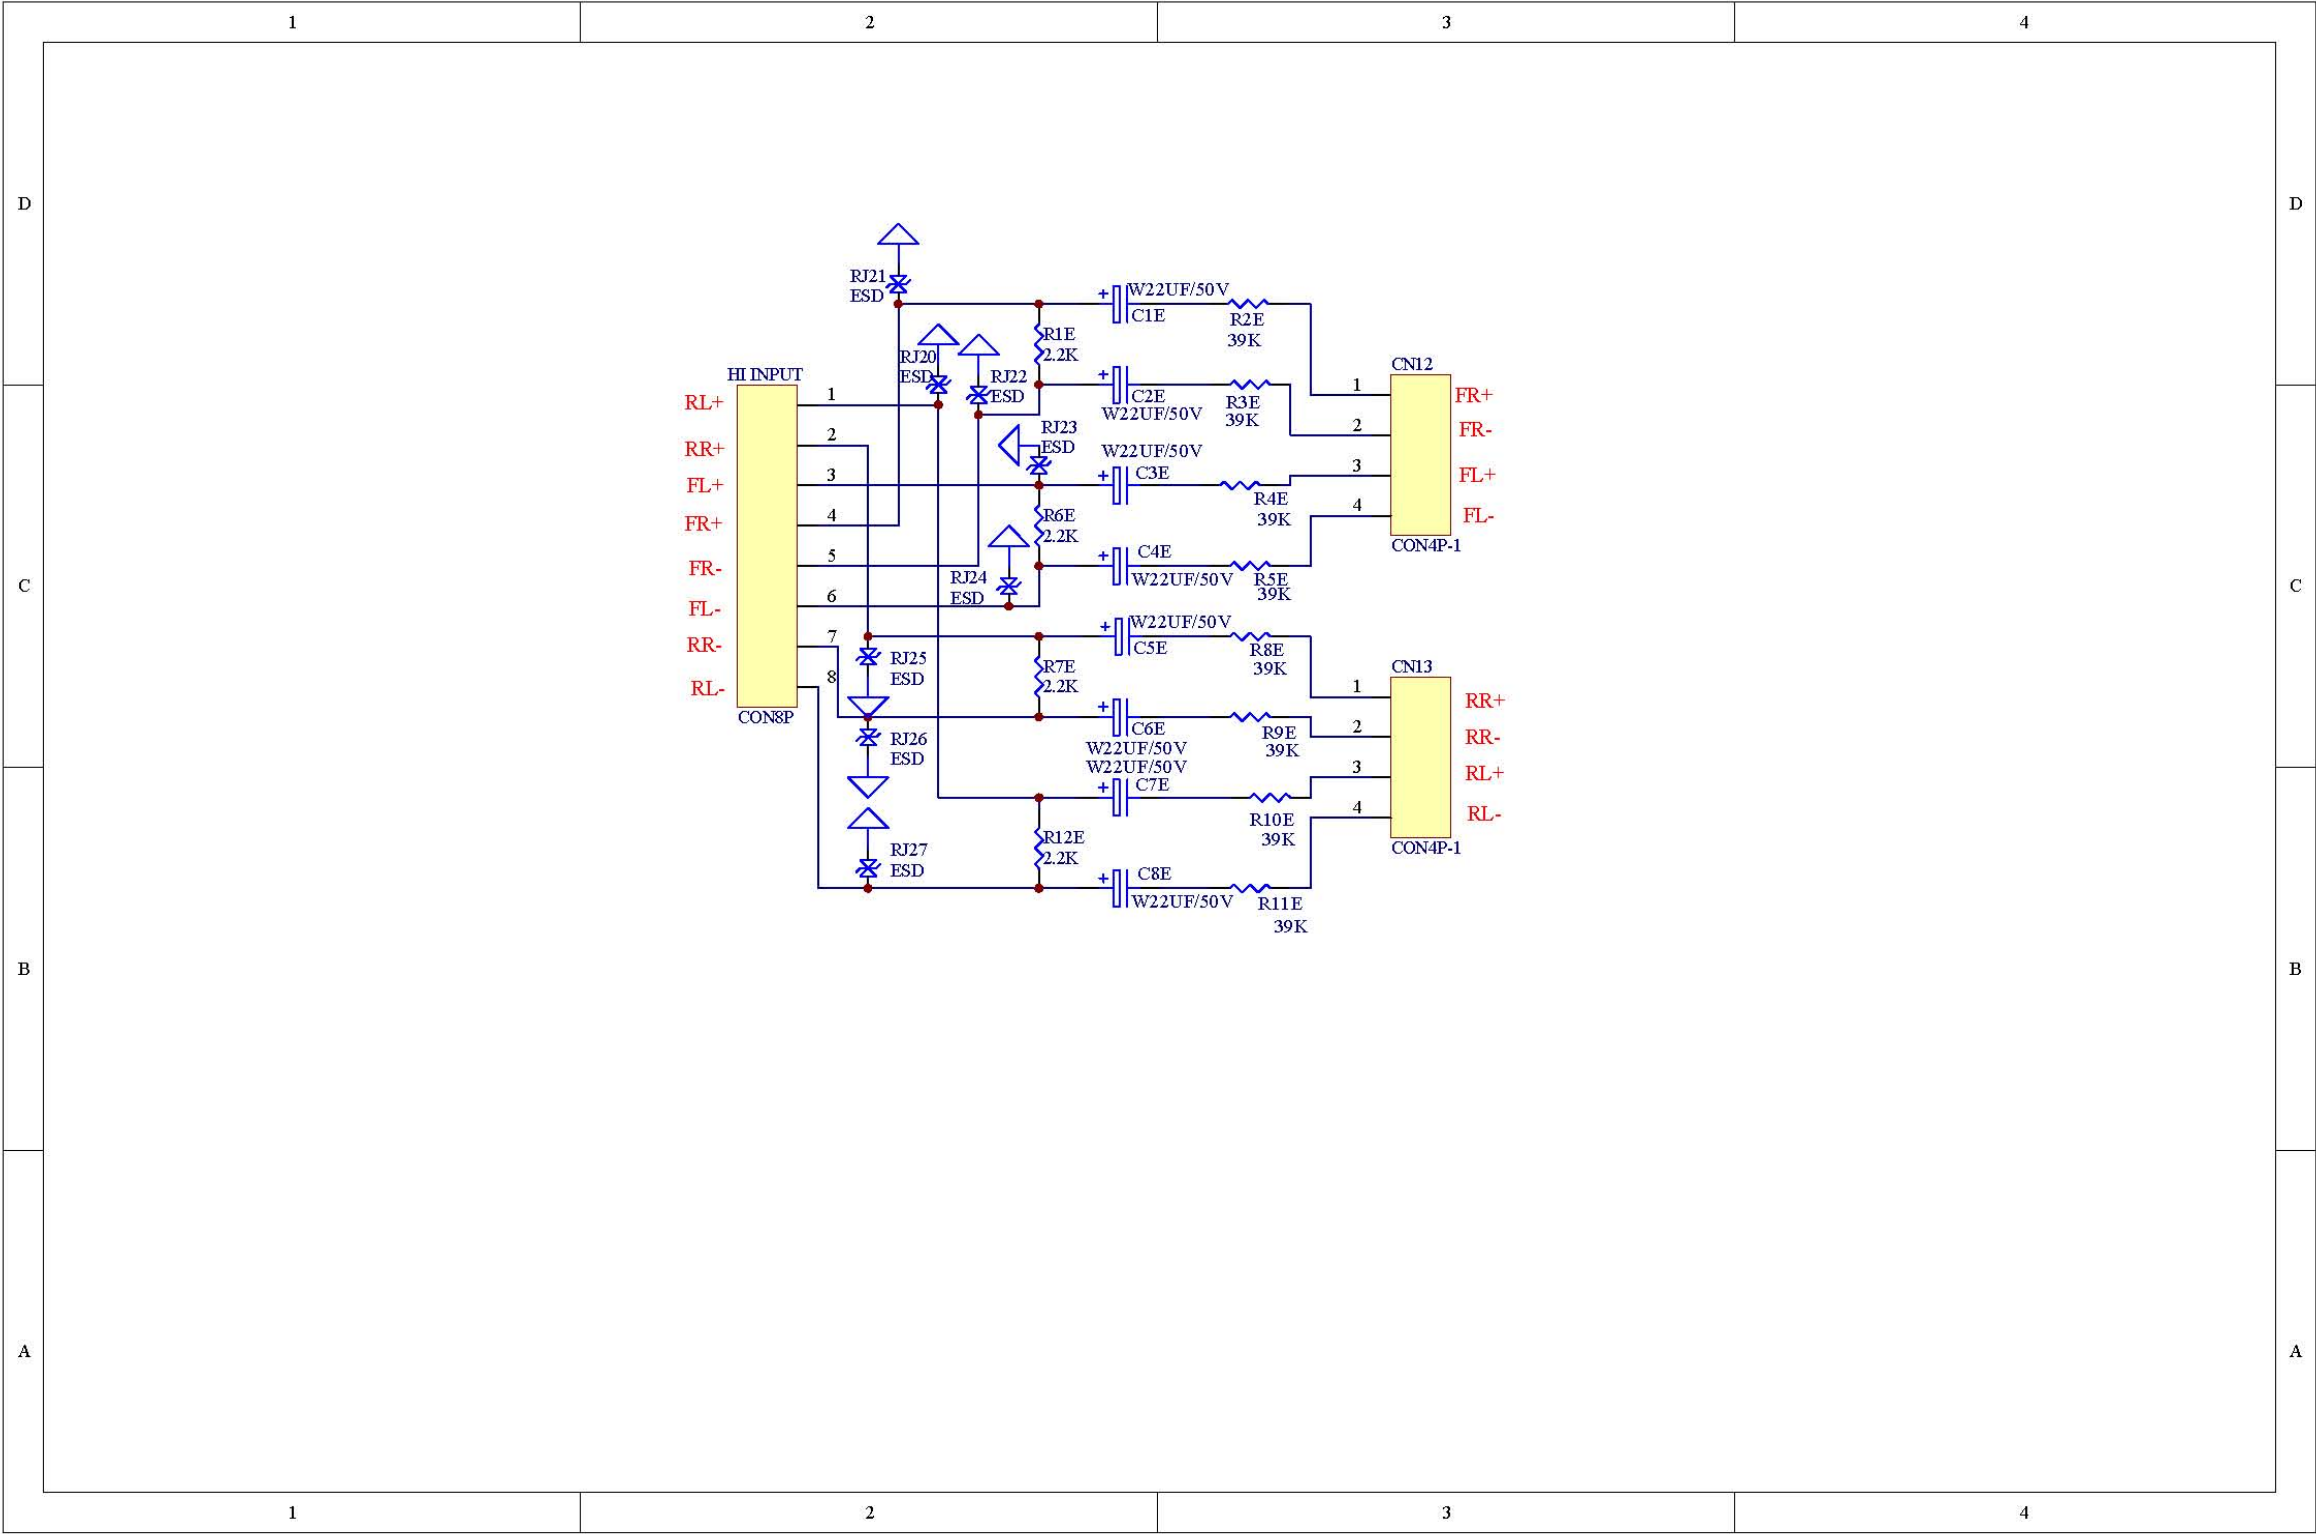 1 2 3 4
D D
RJ21
ESD
W22UF/50V
C1E
R2E
39K
R1E
2.2K
RJ20
ESD
RJ22
ESD
C2E
W22UF/50V
R3E
39K
HI INPUT
CN12
RL+ 1
RR+ 2
FL+ 3
FR+ 4
FR- 5
FL- 6
RR- 7
RL- 8
CON8P
1 FR+
2 FR-
3 FL+
4 FL-
CON4P-1
RJ23
ESD
W22UF/50V
C3E
R4E
39K
R6E
2.2K
C4E
W22UF/50V
R5E
39K
RJ24
ESD
C C
W22UF/50V
C5E
R8E
39K
RJ25
ESD
R7E
2.2K
CN13
1 RR+
2 RR-
3 RL+
4 RL-
CON4P-1
C6E
W22UF/50V
R9E
39K
RJ26
ESD
W22UF/50V
C7E
R10E
39K
R12E
2.2K
RJ27
ESD
C8E
W22UF/50V
R11E
39K
B B
A A
1 2 3 4